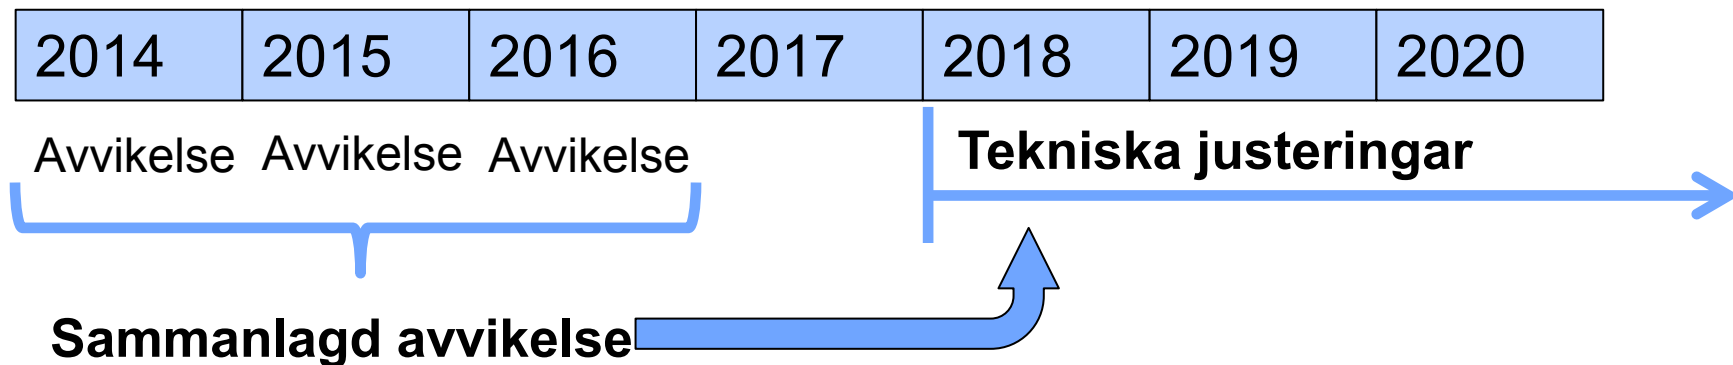 2014 2015 2016 2017 2018 2019 2020
Avvikelse Avvikelse Avvikelse Tekniska justeringar
Sammanlagd avvikelse